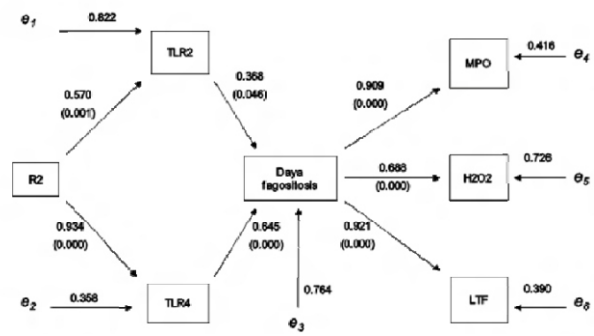 e1
0.822
TLR2
0.570
(0.001)
0.368
(0.046)
R2
0.934
(0.000)
e2
0.358
TLR4
0.645
(0.000)
Daya
fagositosis
0.764
e3
0.909
(0.000)
MPO
0.416
e4
0.688
(0.000)
H2O2
0.726
e5
0.921
(0.000)
LTF
0.390
e6